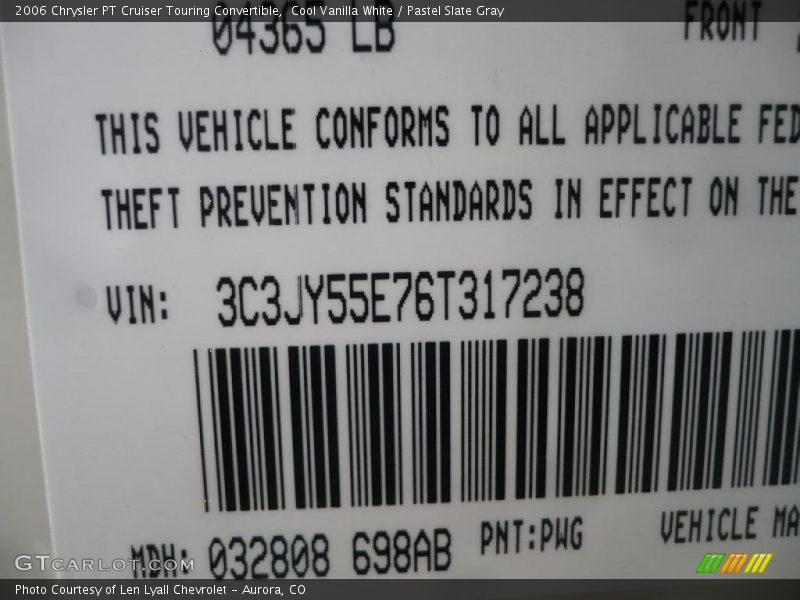 2006 Chrysler PT Cruiser Touring Convertible, / Cool Vanilla White / Pastel Slate Gray
04365 LB FRONT
THIS VEHICLE CONFORMS TO ALL APPLICABLE FED
THEFT PREVENTION STANDARDS IN EFFECT ON THE
VIN: 3C3JY55E76T317238
MDH: 032808 698AB PNT:PWG VEHICLE MA
GTCARLOT.COM
Photo Courtesy of Len Lyall Chevrolet - Aurora, CO